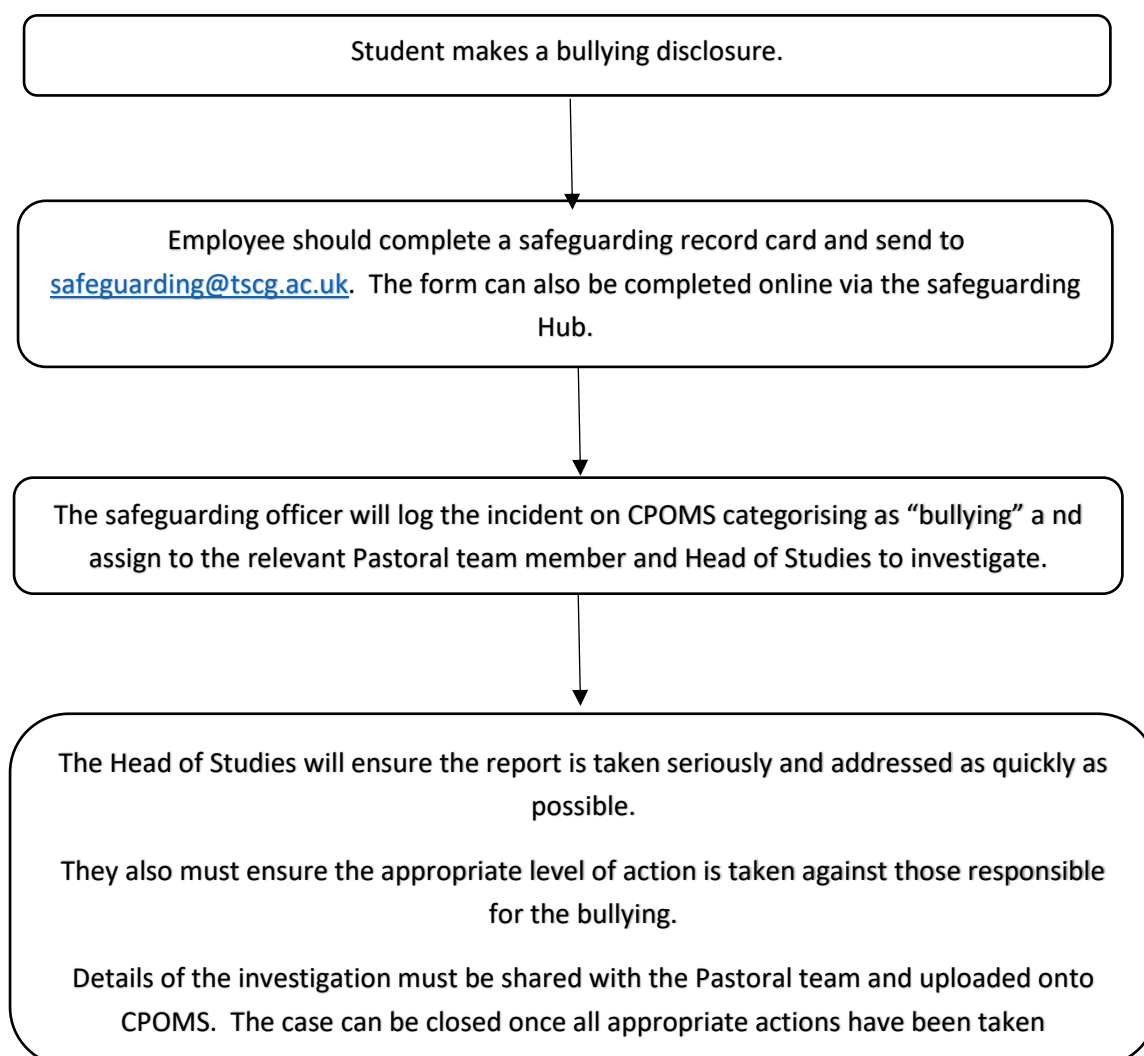 Student makes a bullying disclosure.
Employee should complete a safeguarding record card and send to
safeguarding@tscg.ac.uk.  The form can also be completed online via the safeguarding
Hub.
The safeguarding officer will log the incident on CPOMS categorising as “bullying” a nd
assign to the relevant Pastoral team member and Head of Studies to investigate.
The Head of Studies will ensure the report is taken seriously and addressed as quickly as
possible.
They also must ensure the appropriate level of action is taken against those responsible
for the bullying.
Details of the investigation must be shared with the Pastoral team and uploaded onto
CPOMS.  The case can be closed once all appropriate actions have been taken